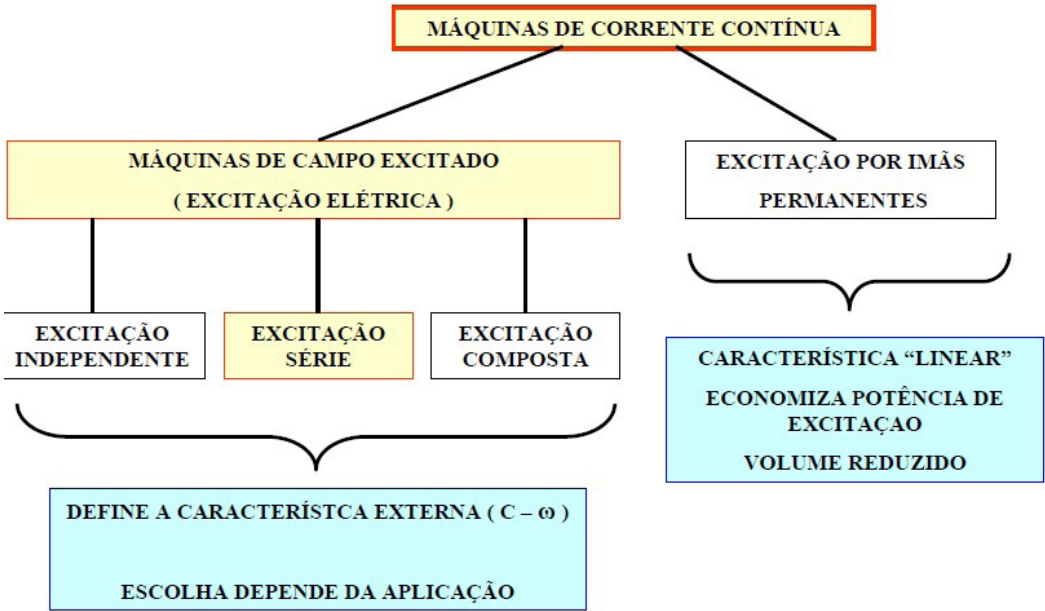 MÁQUINAS DE CORRENTE CONTÍNUA
MÁQUINAS DE CAMPO EXCITADO
( EXCITAÇÃO ELÉTRICA )
EXCITAÇÃO POR IMÃS
PERMANENTES
EXCITAÇÃO
INDEPENDENTE
EXCITAÇÃO
SÉRIE
EXCITAÇÃO
COMPOSTA
CARACTERÍSTICA “LINEAR”
ECONOMIZA POTÊNCIA DE
EXCITAÇAO
VOLUME REDUZIDO
DEFINE A CARACTERÍSTCA EXTERNA ( C – ω )
ESCOLHA DEPENDE DA APLICAÇÃO